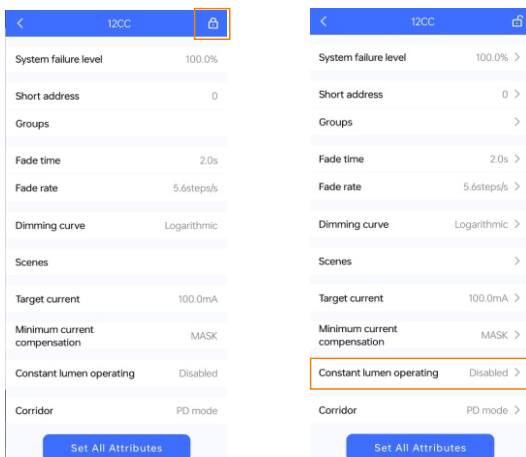 12CC
System failure level 100.0%
Short address 0
Groups
Fade time 2.0s
Fade rate 5.6steps/s
Dimming curve Logarithmic
Scenes
Target current 100.0mA
Minimum current
compensation MASK
Constant lumen operating Disabled
Corridor PD mode
Set All Attributes
12CC
System failure level 100.0%
Short address 0
Groups
Fade time 2.0s
Fade rate 5.6steps/s
Dimming curve Logarithmic
Scenes
Target current 100.0mA
Minimum current
compensation MASK
Constant lumen operating Disabled
Corridor PD mode
Set All Attributes